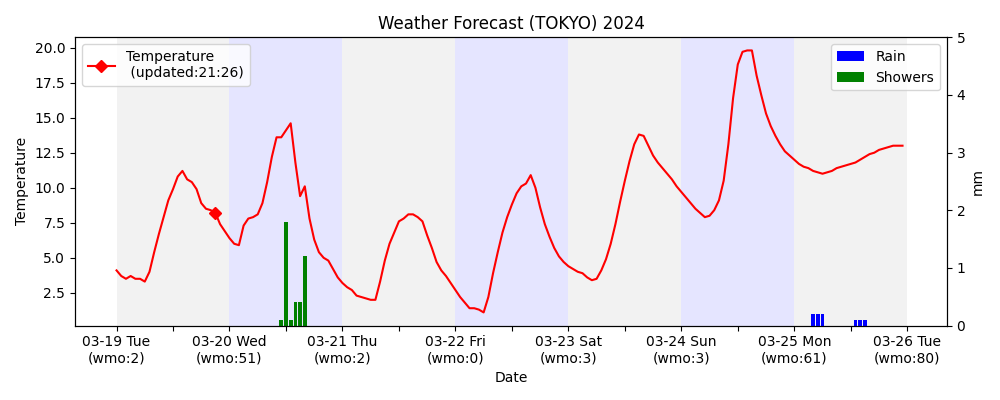 Weather Forecast (TOKYO) 2024
Temperature
(updated:21:26)
Rain
Showers
20.0
17.5
15.0
12.5
10.0
7.5
5.0
2.5
Temperature
5
4
3
2
1
0
mm
03-19 Tue
(wmo:2)
03-20 Wed
(wmo:51)
03-21 Thu
(wmo:2)
03-22 Fri
(wmo:0)
03-23 Sat
(wmo:3)
03-24 Sun
(wmo:3)
03-25 Mon
(wmo:61)
03-26 Tue
(wmo:80)
Date